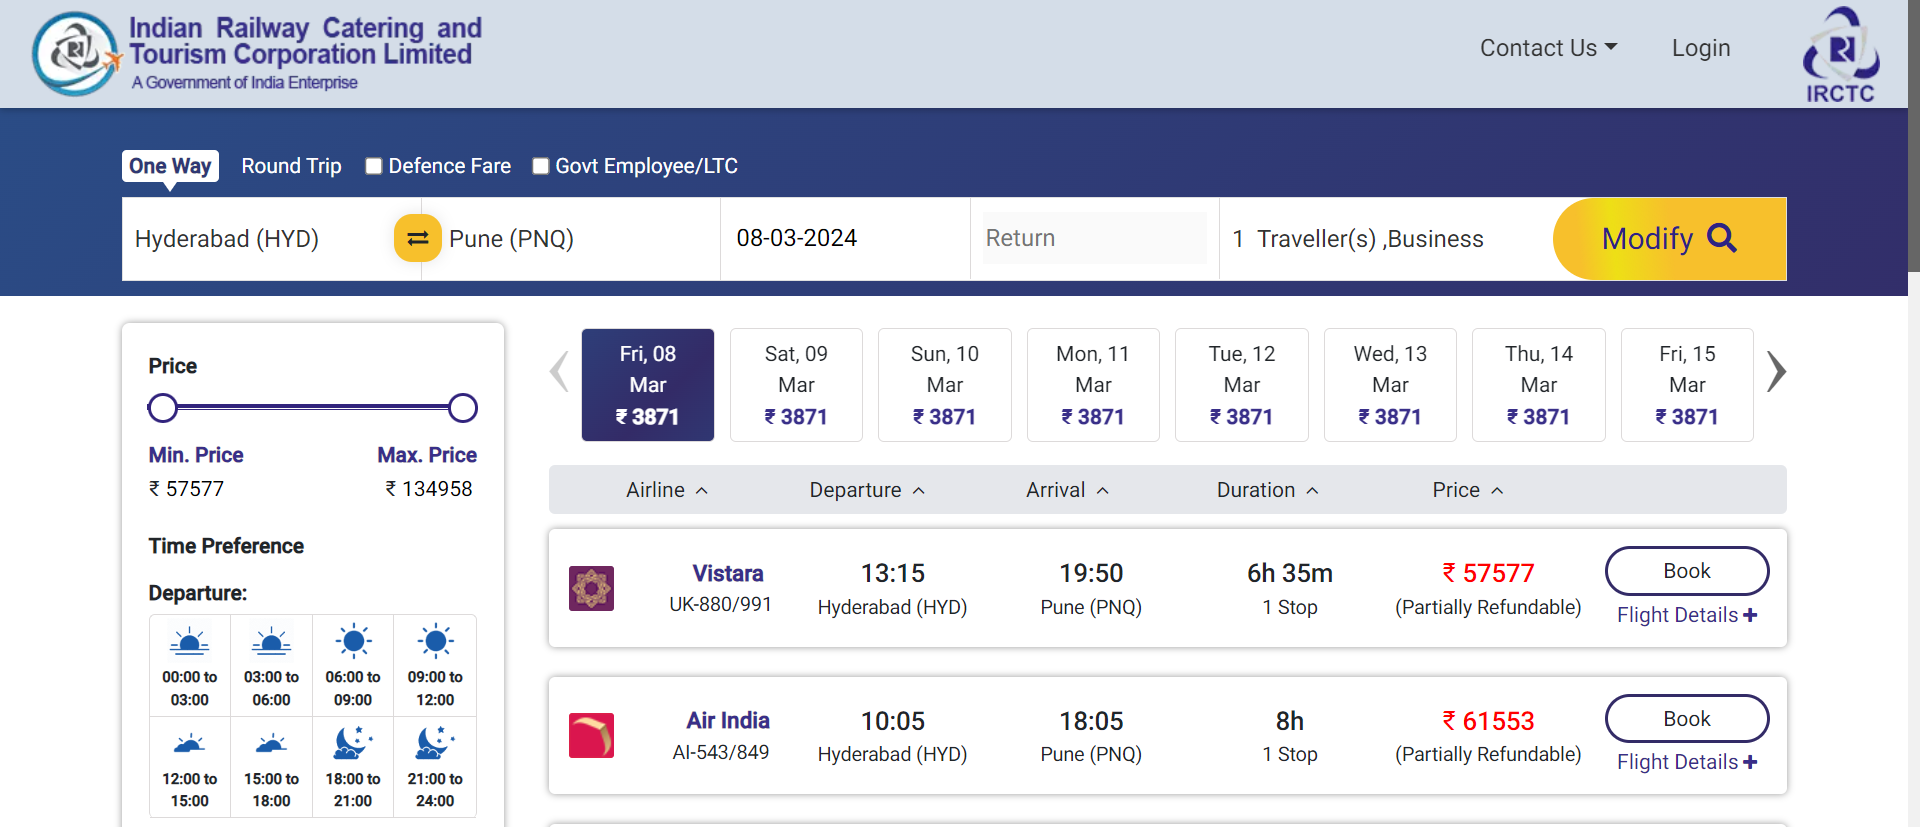 Indian Railway Catering and
Tourism Corporation Limited
A Government of India Enterprise
Contact Us
Login
IRCTC
One Way
Round Trip
Defence Fare
Govt Employee/LTC
Hyderabad (HYD)
Pune (PNQ)
08-03-2024
Return
1 Traveller(s) ,Business
Modify
Price
Min. Price
Max. Price
₹ 57577
₹ 134958
Time Preference
Departure:
00:00 to
03:00
03:00 to
06:00
06:00 to
09:00
09:00 to
12:00
12:00 to
15:00
15:00 to
18:00
18:00 to
21:00
21:00 to
24:00
Fri, 08
Mar
₹ 3871
Sat, 09
Mar
₹ 3871
Sun, 10
Mar
₹ 3871
Mon, 11
Mar
₹ 3871
Tue, 12
Mar
₹ 3871
Wed, 13
Mar
₹ 3871
Thu, 14
Mar
₹ 3871
Fri, 15
Mar
₹ 3871
Airline
Departure
Arrival
Duration
Price
Vistara
UK-880/991
13:15
Hyderabad (HYD)
19:50
Pune (PNQ)
6h 35m
1 Stop
₹ 57577
(Partially Refundable)
Book
Flight Details +
Air India
AI-543/849
10:05
Hyderabad (HYD)
18:05
Pune (PNQ)
8h
1 Stop
₹ 61553
(Partially Refundable)
Book
Flight Details +